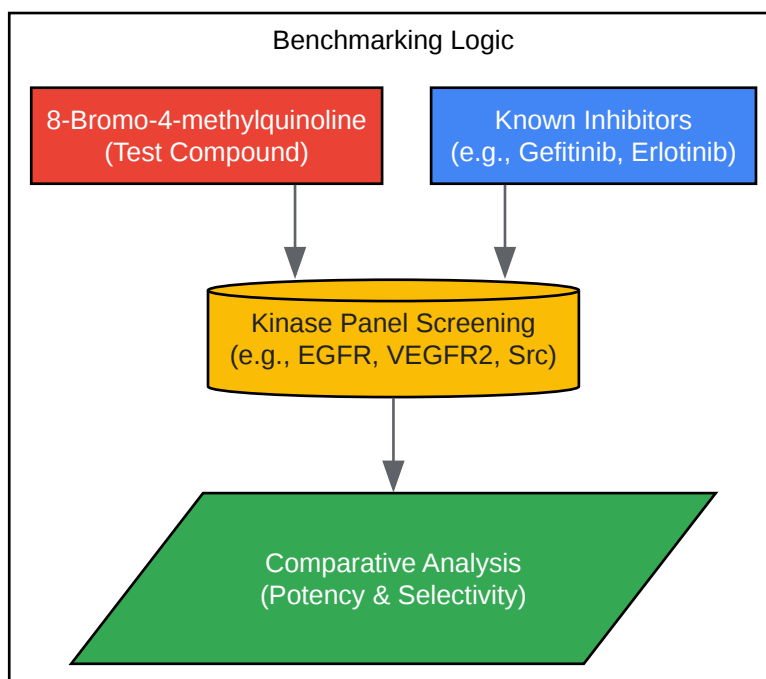 Benchmarking Logic
8-Bromo-4-methylquinoline
(Test Compound)
Known Inhibitors
(e.g., Gefitinib, Erlotinib)
Kinase Panel Screening
(e.g., EGFR, VEGFR2, Src)
Comparative Analysis
(Potency & Selectivity)